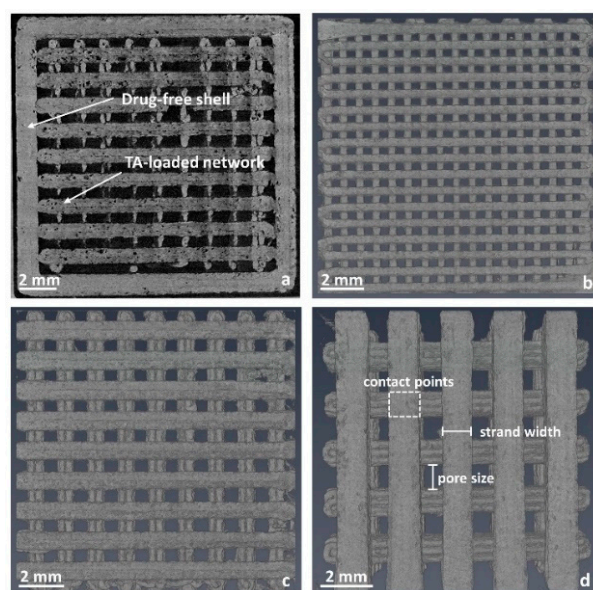 Drug-free shell
TA-loaded network
2 mm
a
2 mm
b
2 mm
c
contact points
strand width
pore size
2 mm
d